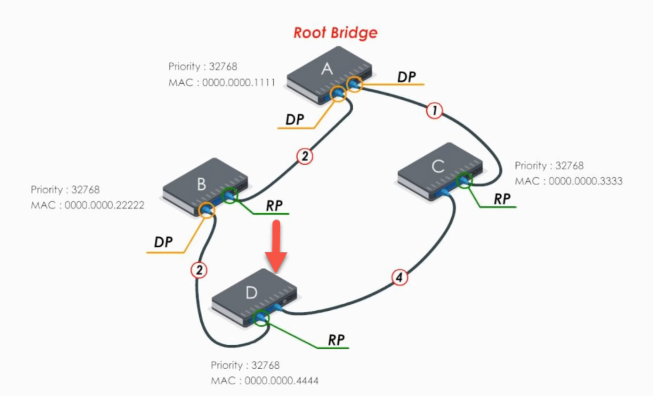 Root Bridge
Priority : 32768
MAC : 0000.0000.1111
A
DP
DP
1
2
B
C
Priority : 32768
MAC : 0000.0000.3333
Priority : 32768
MAC : 0000.0000.22222
RP
RP
DP
2
4
D
RP
Priority : 32768
MAC : 0000.0000.4444